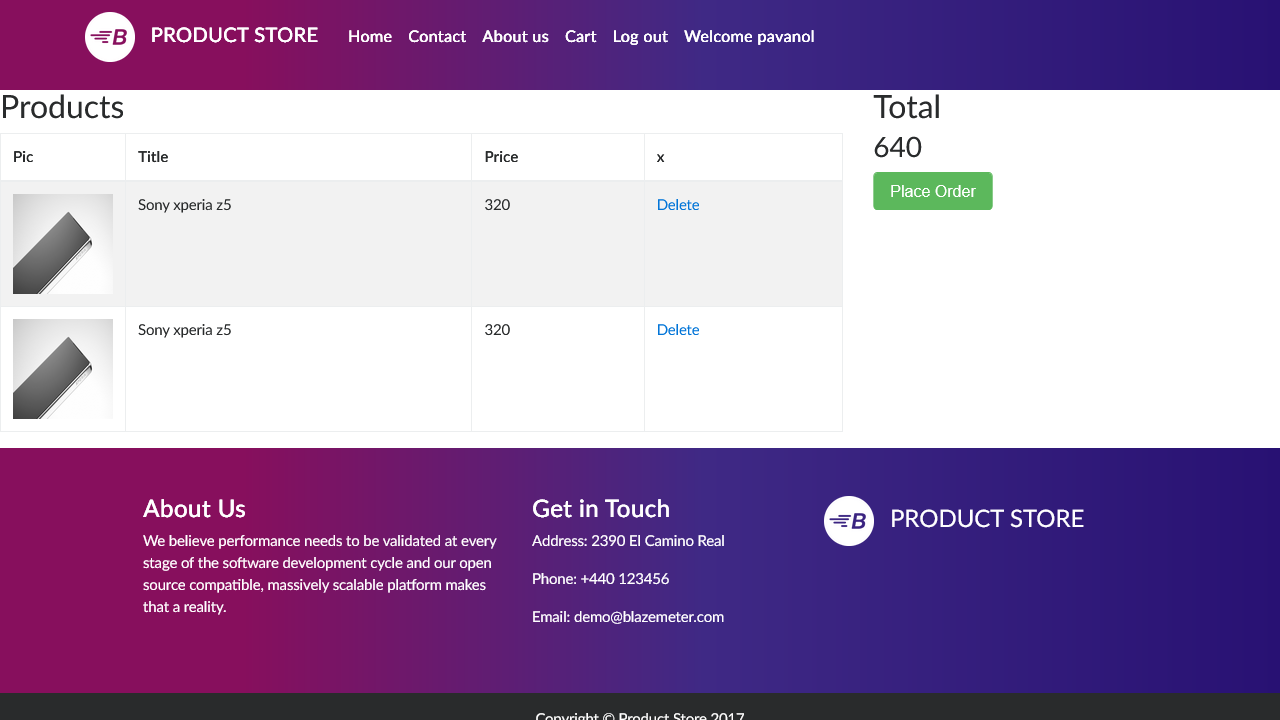 B PRODUCT STORE Home Contact About us Cart Log out Welcome pavanol
Products
Pic Title Price x
Sony xperia z5 320 Delete
Sony xperia z5 320 Delete
Total
640
Place Order
About Us
We believe performance needs to be validated at every
stage of the software development cycle and our open
source compatible, massively scalable platform makes
that a reality.
Get in Touch
Address: 2390 El Camino Real
Phone: +440 123456
Email: demo@blazemeter.com
B PRODUCT STORE
Copyright © Product Store 2017